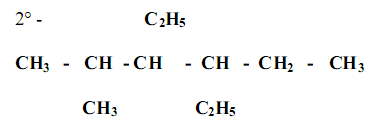 2° - C₂H₅
CH₃ - CH - CH - CH - CH₂ - CH₃
CH₃ C₂H₅